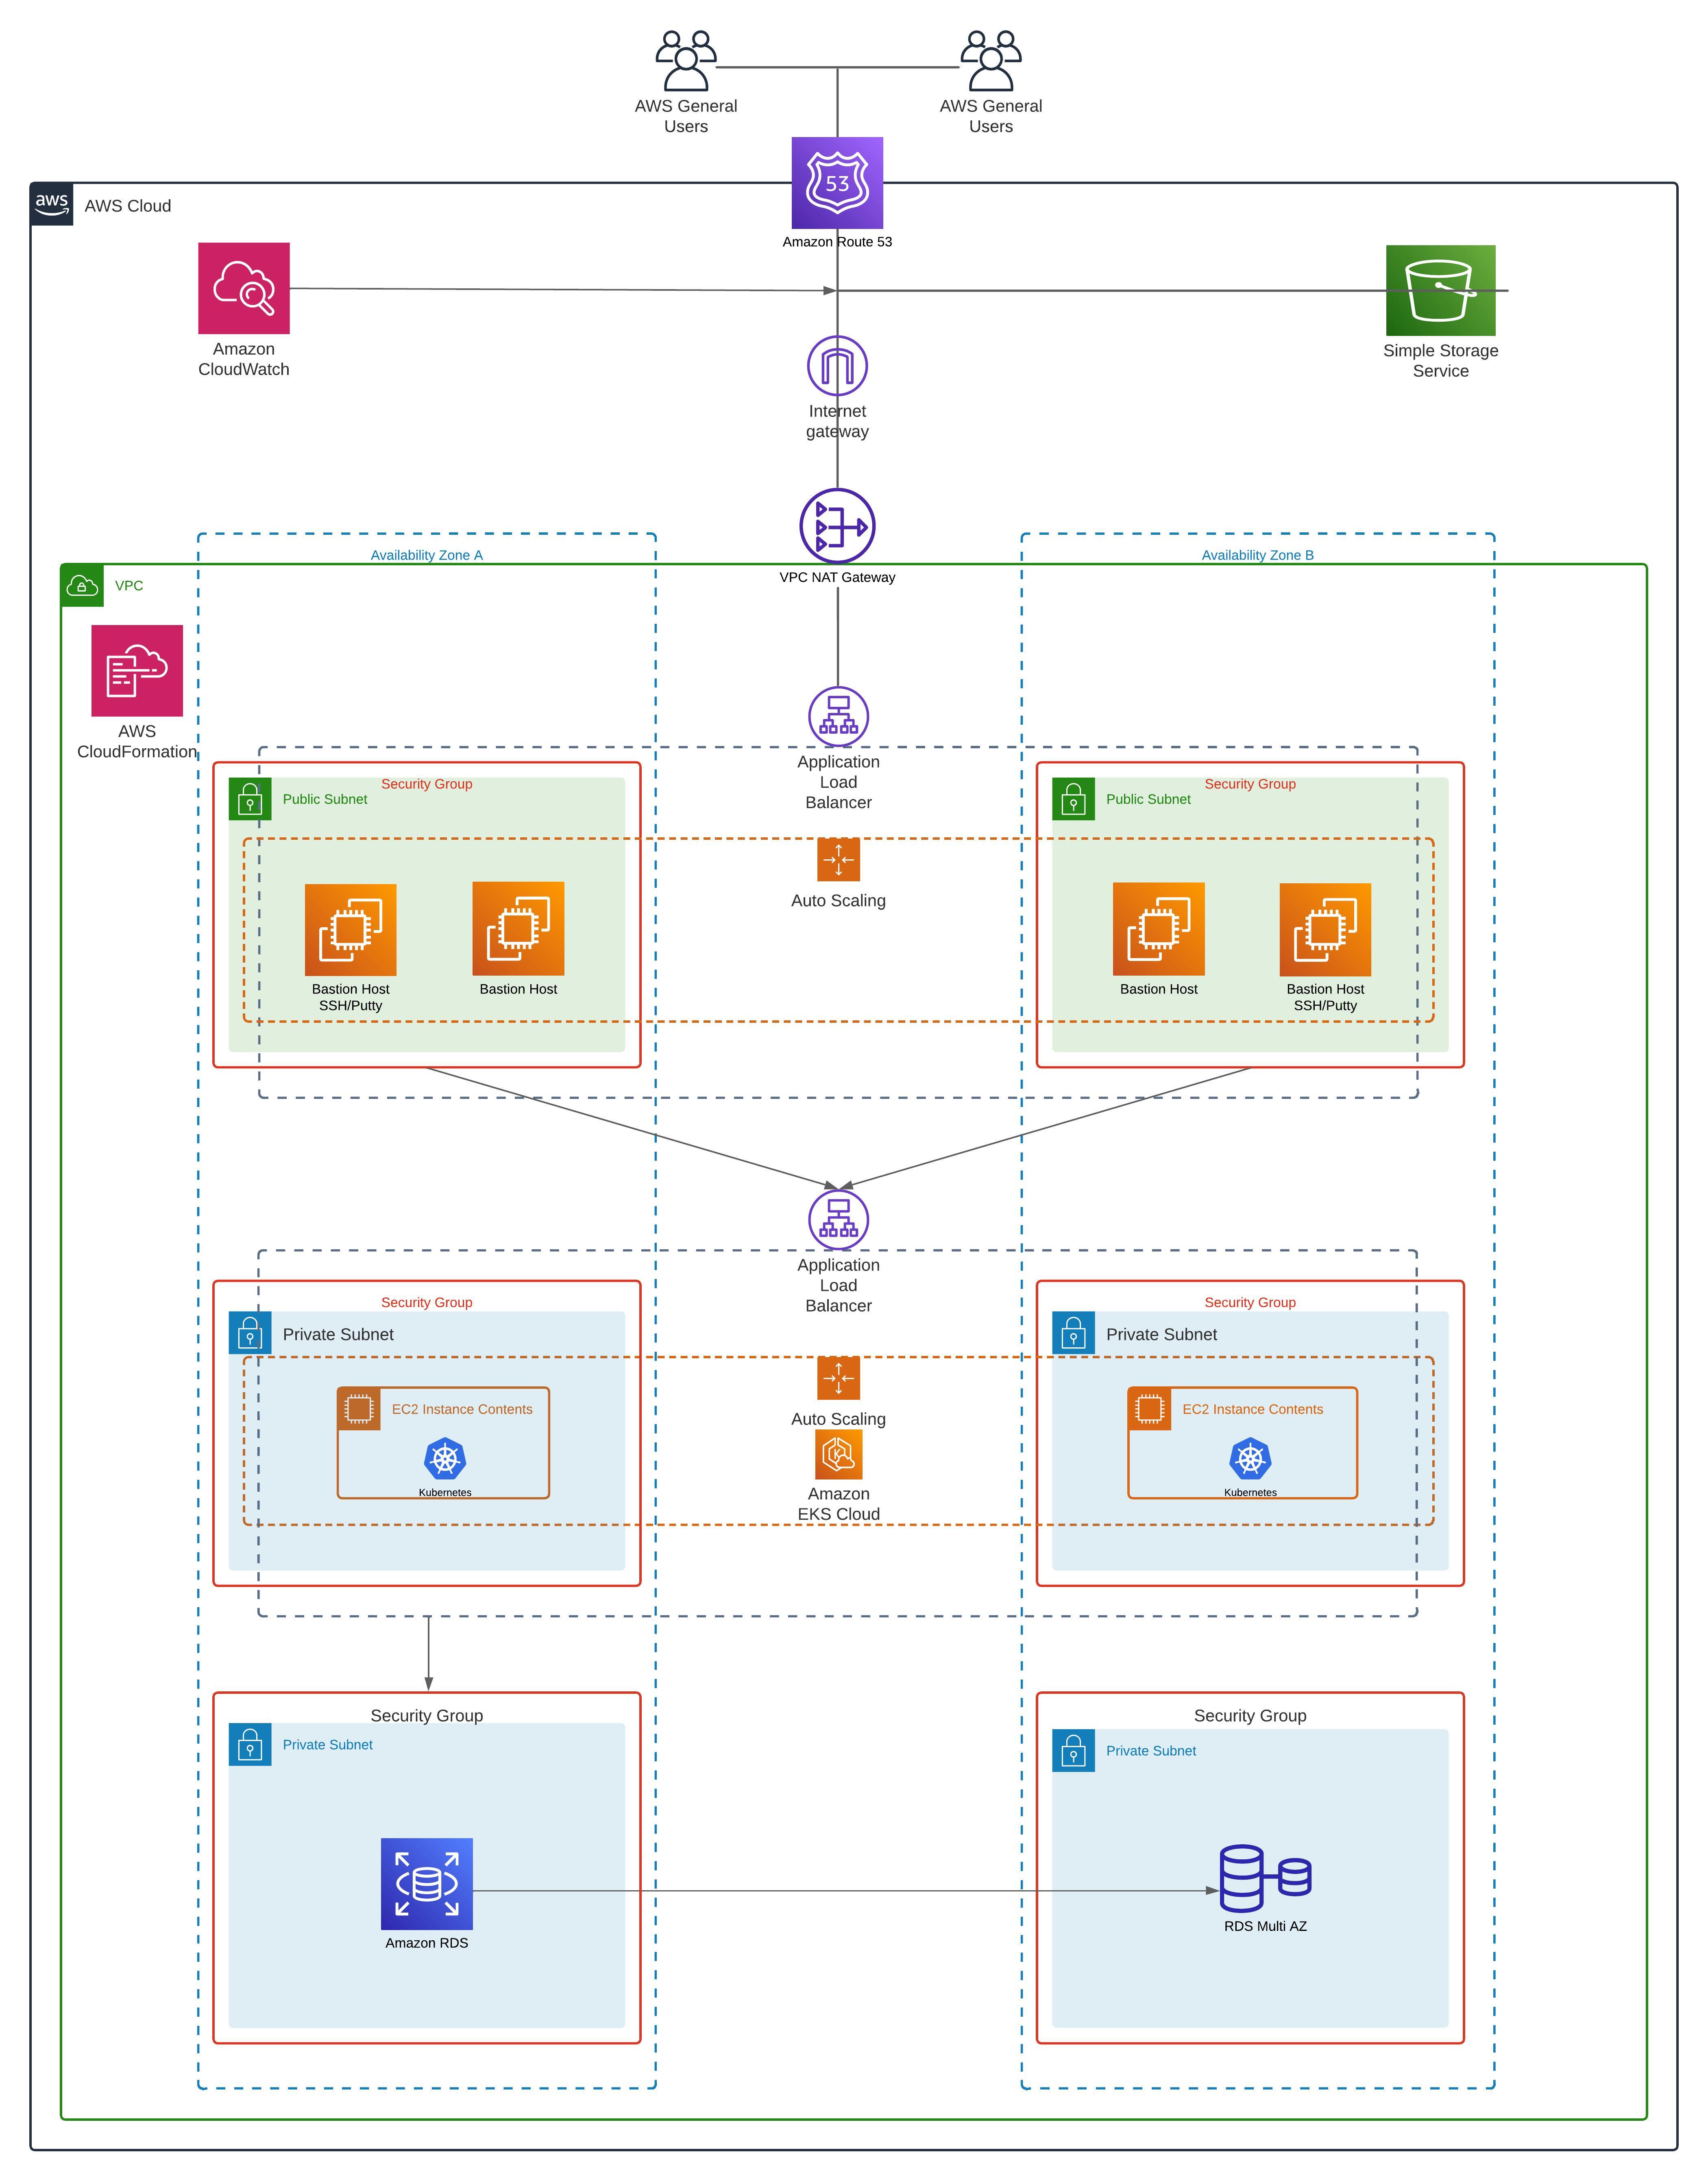 AWS General
Users
AWS General
Users
53
aws
AWS Cloud
Amazon Route 53
Amazon
CloudWatch
Simple Storage
Service
Internet
gateway
Availability Zone A
Availability Zone B
VPC NAT Gateway
VPC
AWS
CloudFormation
Application
Load
Balancer
Security Group
Public Subnet
Security Group
Public Subnet
Auto Scaling
Bastion Host
SSH/Putty
Bastion Host
Bastion Host
Bastion Host
SSH/Putty
Application
Load
Balancer
Security Group
Private Subnet
Security Group
Private Subnet
EC2 Instance Contents
Kubernetes
Auto Scaling
K
Amazon
EKS Cloud
EC2 Instance Contents
Kubernetes
Security Group
Private Subnet
Security Group
Private Subnet
Amazon RDS
RDS Multi AZ